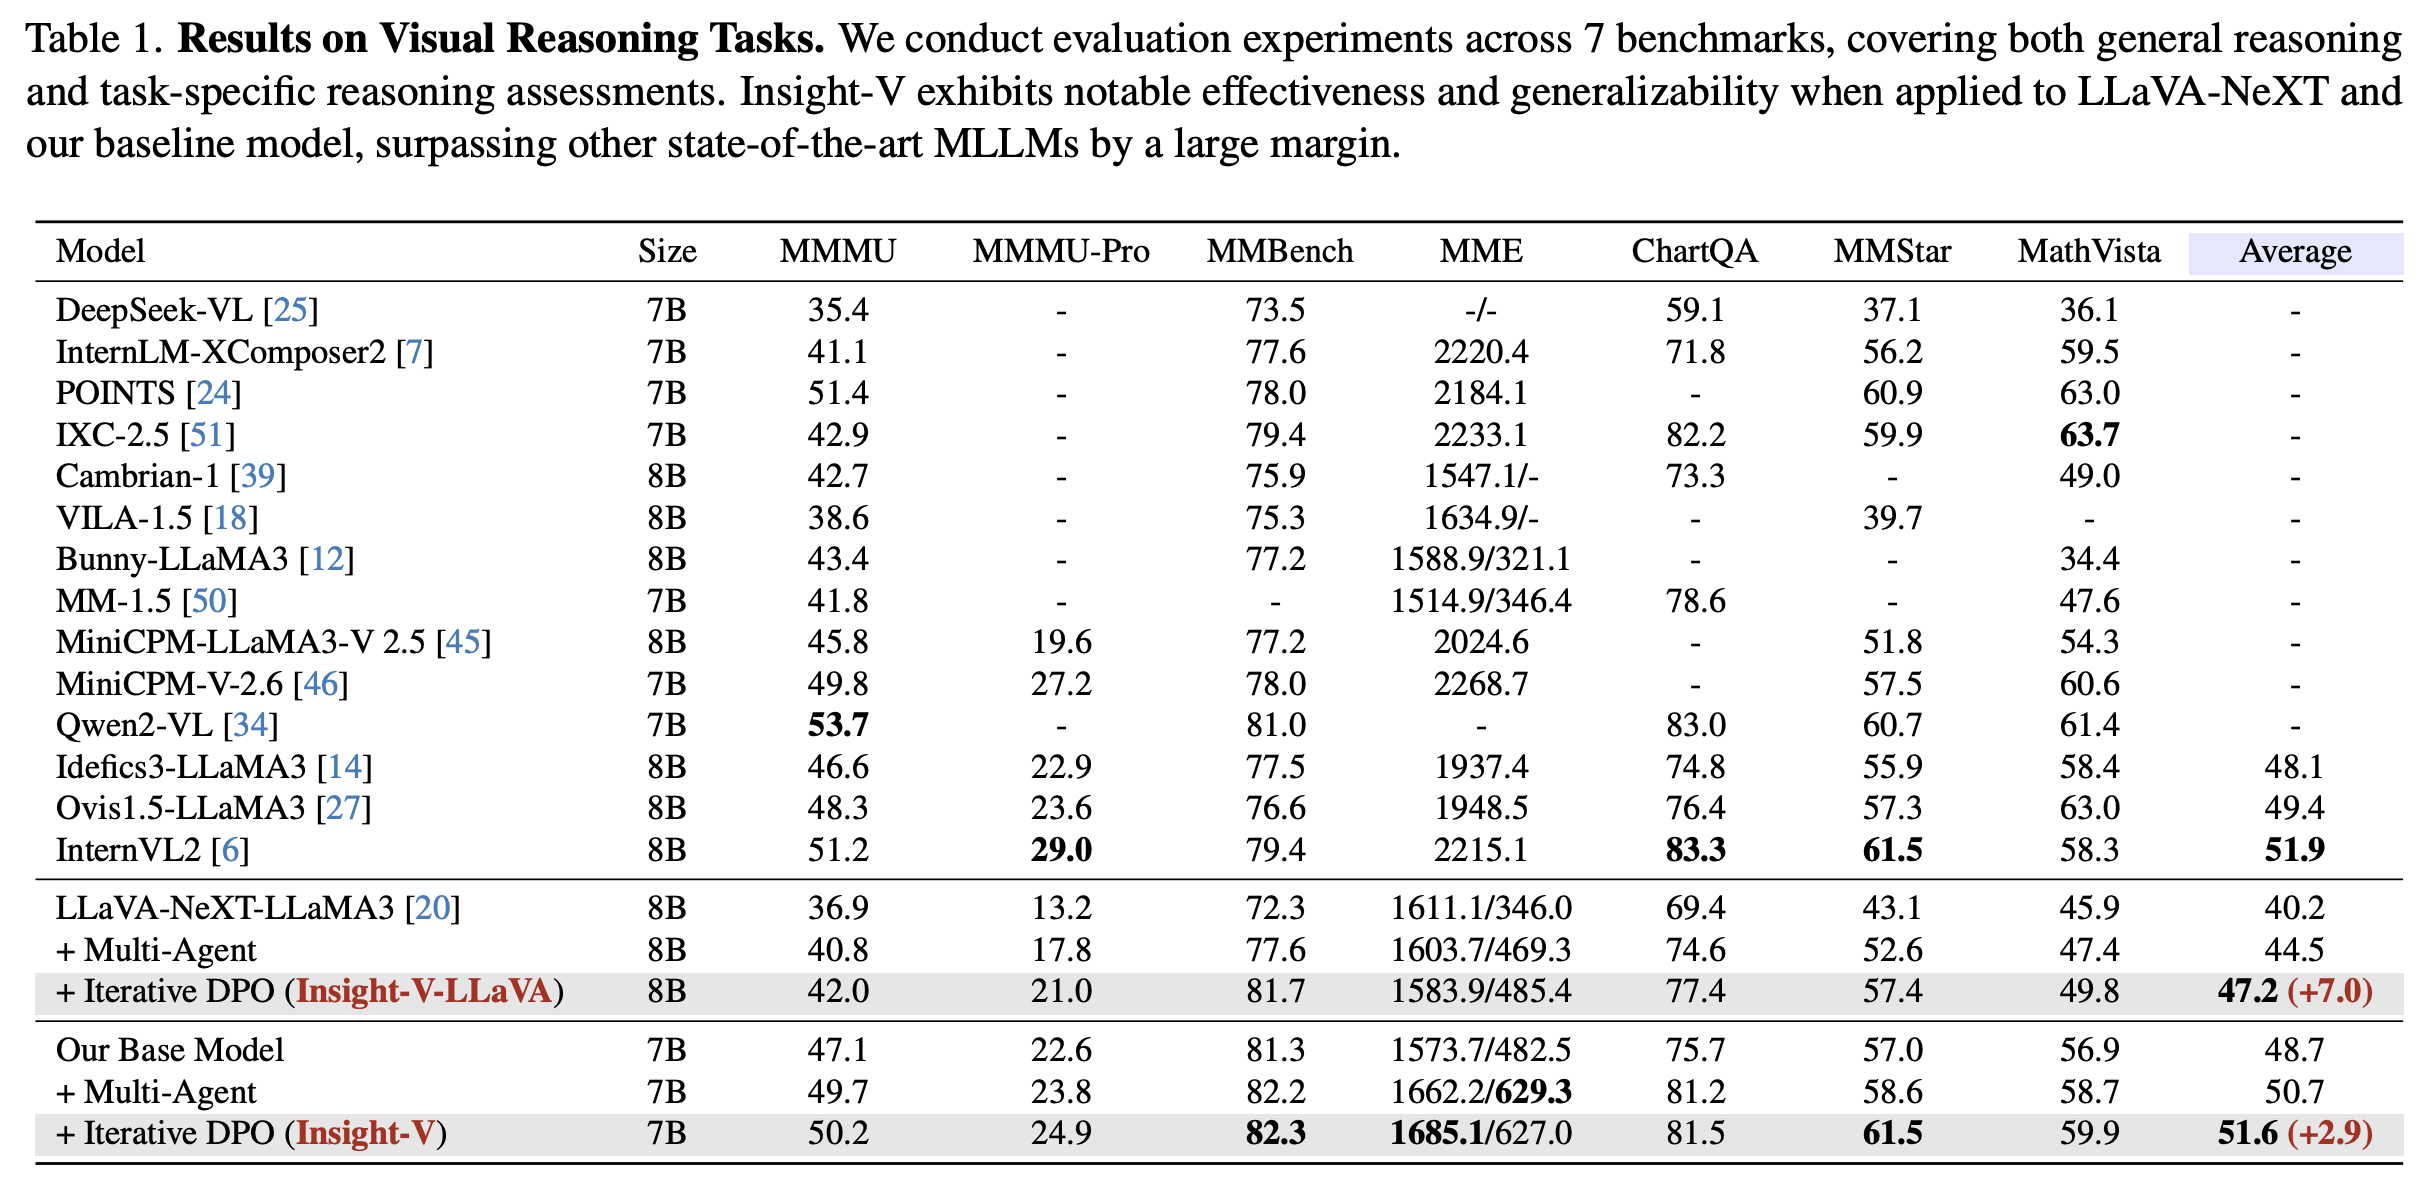 Table 1. Results on Visual Reasoning Tasks. We conduct evaluation experiments across 7 benchmarks, covering both general reasoning
and task-specific reasoning assessments. Insight-V exhibits notable effectiveness and generalizability when applied to LLaVA-NeXT and
our baseline model, surpassing other state-of-the-art MLLMs by a large margin.
Model Size MMMU MMMU-Pro MMBench MME ChartQA MMStar MathVista Average
DeepSeek-VL [25] 7B 35.4 - 73.5 -/- 59.1 37.1 36.1 -
InternLM-XComposer2 [7] 7B 41.1 - 77.6 2220.4 71.8 56.2 59.5 -
POINTS [24] 7B 51.4 - 78.0 2184.1 - 60.9 63.0 -
IXC-2.5 [51] 7B 42.9 - 79.4 2233.1 82.2 59.9 63.7 -
Cambrian-1 [39] 8B 42.7 - 75.9 1547.1/- 73.3 - 49.0 -
VILA-1.5 [18] 8B 38.6 - 75.3 1634.9/- - 39.7 - -
Bunny-LLaMA3 [12] 8B 43.4 - 77.2 1588.9/321.1 - - 34.4 -
MM-1.5 [50] 7B 41.8 - - 1514.9/346.4 78.6 - 47.6 -
MiniCPM-LLaMA3-V 2.5 [45] 8B 45.8 19.6 77.2 2024.6 - 51.8 54.3 -
MiniCPM-V-2.6 [46] 7B 49.8 27.2 78.0 2268.7 - 57.5 60.6 -
Qwen2-VL [34] 7B 53.7 - 81.0 - 83.0 60.7 61.4 -
Idefics3-LLaMA3 [14] 8B 46.6 22.9 77.5 1937.4 74.8 55.9 58.4 48.1
Ovis1.5-LLaMA3 [27] 8B 48.3 23.6 76.6 1948.5 76.4 57.3 63.0 49.4
InternVL2 [6] 8B 51.2 29.0 79.4 2215.1 83.3 61.5 58.3 51.9
LLaVA-NeXT-LLaMA3 [20] 8B 36.9 13.2 72.3 1611.1/346.0 69.4 43.1 45.9 40.2
+ Multi-Agent 8B 40.8 17.8 77.6 1603.7/469.3 74.6 52.6 47.4 44.5
+ Iterative DPO (Insight-V-LLaVA) 8B 42.0 21.0 81.7 1583.9/485.4 77.4 57.4 49.8 47.2 (+7.0)
Our Base Model 7B 47.1 22.6 81.3 1573.7/482.5 75.7 57.0 56.9 48.7
+ Multi-Agent 7B 49.7 23.8 82.2 1662.2/629.3 81.2 58.6 58.7 50.7
+ Iterative DPO (Insight-V) 7B 50.2 24.9 82.3 1685.1/627.0 81.5 61.5 59.9 51.6 (+2.9)